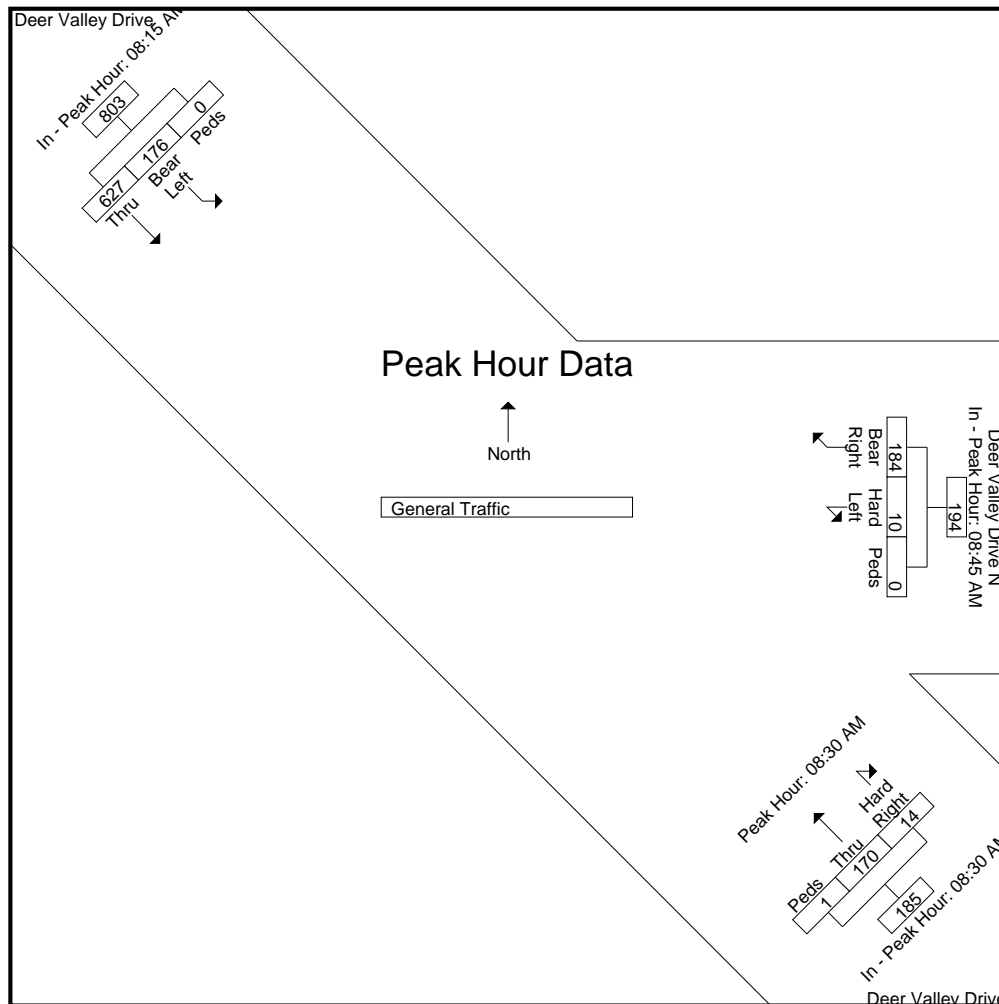 Deer Valley Drive
In - Peak Hour: 08:15 AM
803
627
176
0
Thru
Bear
Left
Peds
Peak Hour Data
North
General Traffic
Deer Valley Drive N
In - Peak Hour: 08:45 AM
194
184
10
0
Bear
Right
Hard
Left
Peds
Peak Hour: 08:30 AM
Peds
Thru
Hard
Right
1
170
14
185
In - Peak Hour: 08:30 AM
Deer Valley Drive